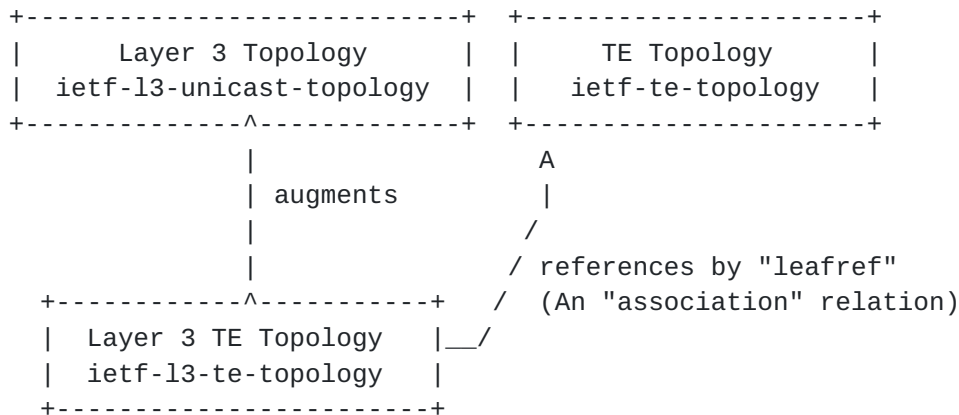 +-----------------------------+ +-----------------------+
| Layer 3 Topology | | TE Topology |
| ietf-l3-unicast-topology | | ietf-te-topology |
+--------------^--------------+ +-----------------------+
| A
| augments |
| /
| / references by "leafref"
+------------^------------+ / (An "association" relation)
| Layer 3 TE Topology |__/
| ietf-l3-te-topology |
+-------------------------+